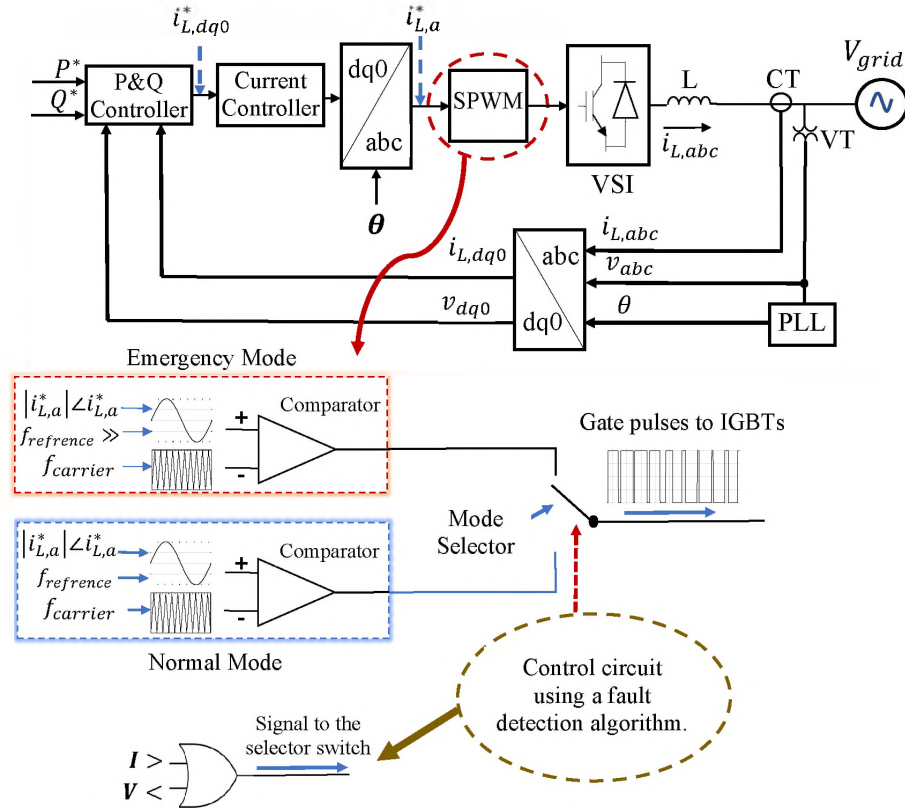 i*L,dq0
i*L,a
P*
Q*
P&Q
Controller
Current
Controller
dq0
abc
SPWM
VSI
L
iL,abc
CT
VT
Vgrid
θ
iL,dq0
vdq0
abc
dq0
iL,abc
vabc
θ
PLL
Emergency Mode
|i*L,a|∠i*L,a
frefrence ≫
fcarrier
+
-
Comparator
Gate pulses to IGBTs
Mode
Selector
|i*L,a|∠i*L,a
frefrence
fcarrier
+
-
Comparator
Normal Mode
Control circuit
using a fault
detection algorithm.
Signal to the
selector switch
I >
V <